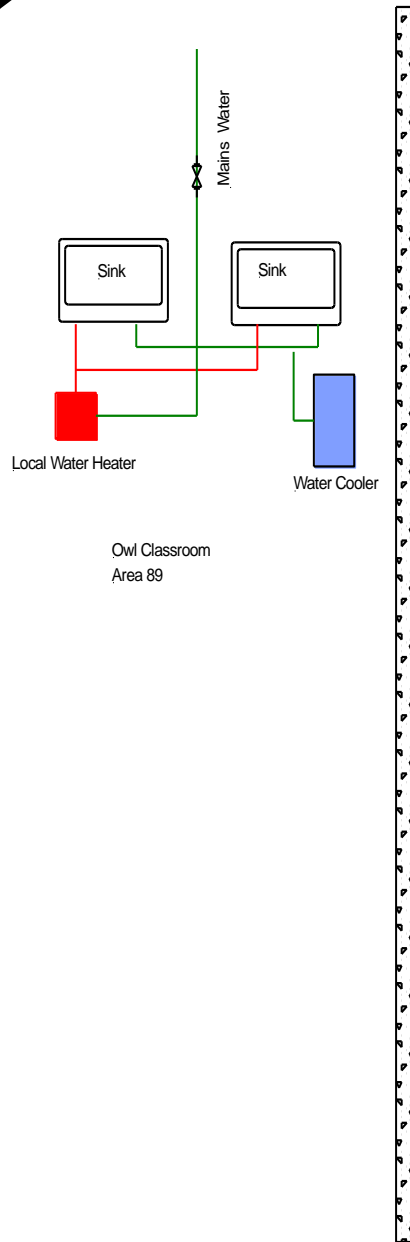 Mains Water
Sink
Sink
Local Water Heater
Water Cooler
Owl Classroom
Area 89